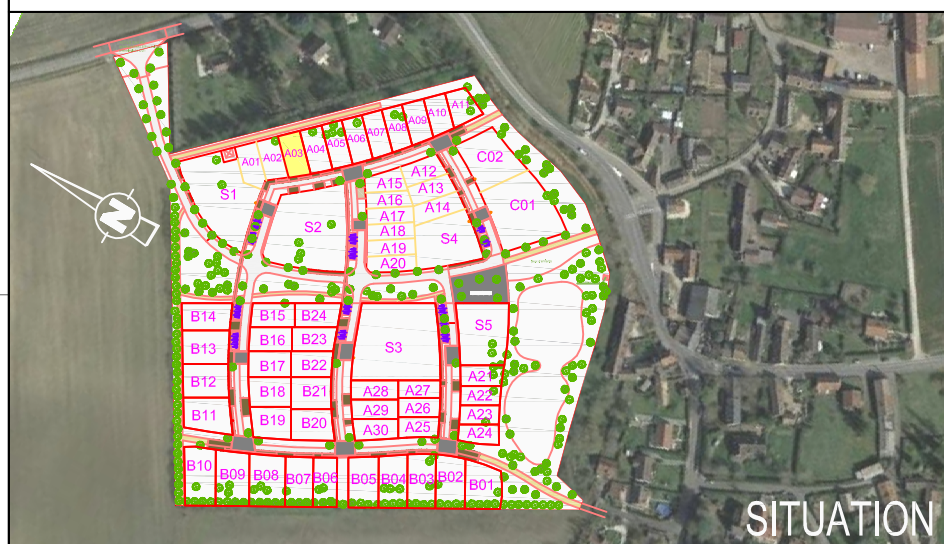 A01 A02 A03 A04 A05 A06 A07 A08 A09 A10 A11
S1 S2 A15 A12 C02
A16 A13
A17 A14 C01
A18 S4
A19
A20
B14 B15 B24 S3 S5
B13 B16 B23
B12 B17 B22 A21
B11 B18 B21 A28 A27 A22
B19 B20 A29 A26 A23
A30 A25 A24
B10 B09 B08 B07 B06 B05 B04 B03 B02 B01
N
SITUATION